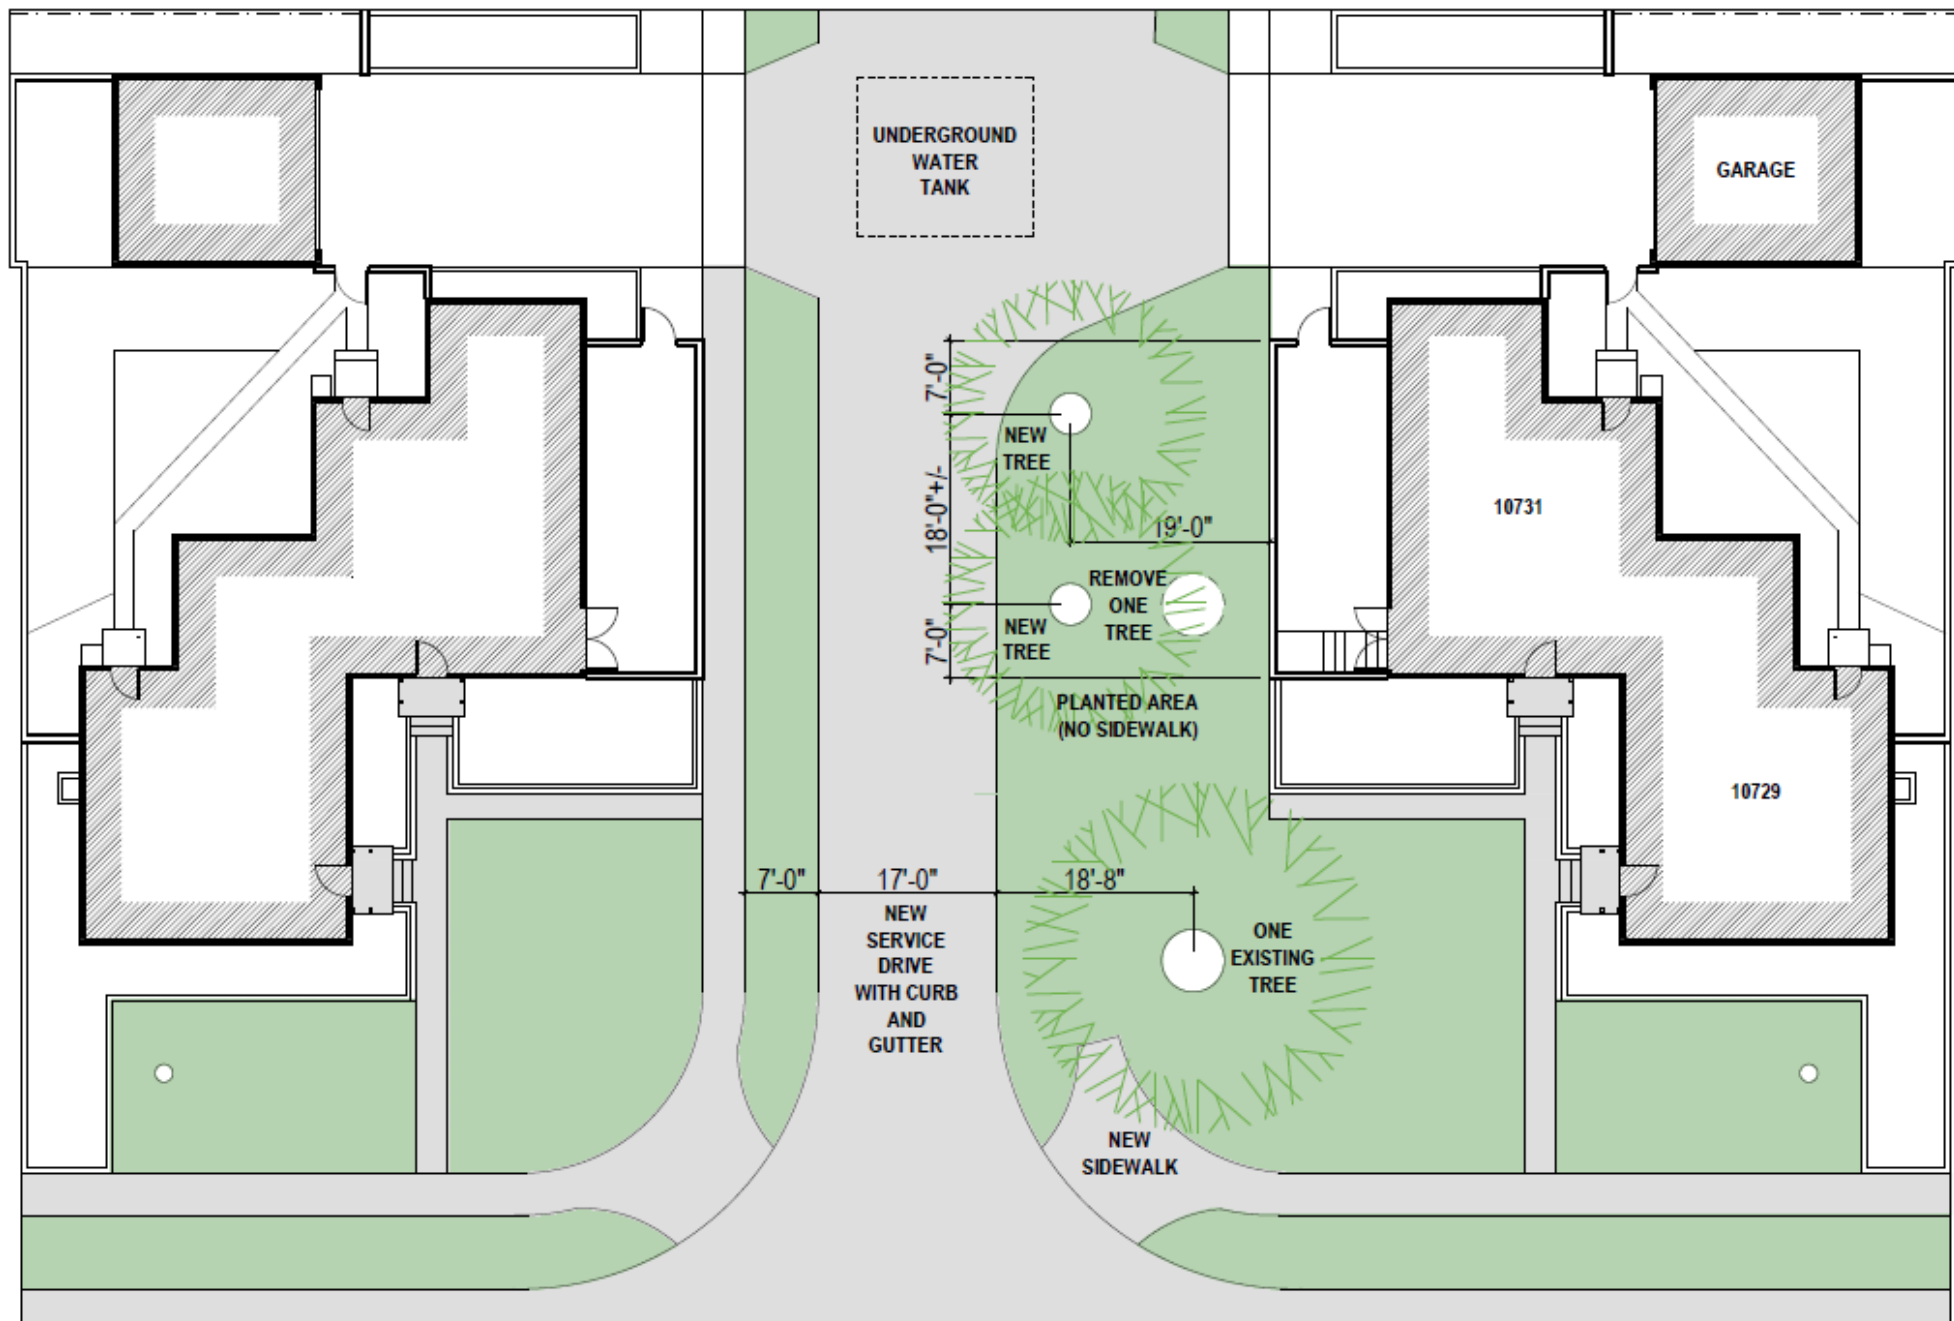 UNDERGROUND
WATER
TANK
GARAGE
7'-0"
NEW
TREE
18'-0"+/-
19'-0"
10731
REMOVE
ONE
TREE
NEW
TREE
7'-0"
PLANTED AREA
(NO SIDEWALK)
10729
7'-0"
17'-0"
18'-8"
NEW
SERVICE
DRIVE
WITH CURB
AND
GUTTER
ONE
EXISTING
TREE
NEW
SIDEWALK